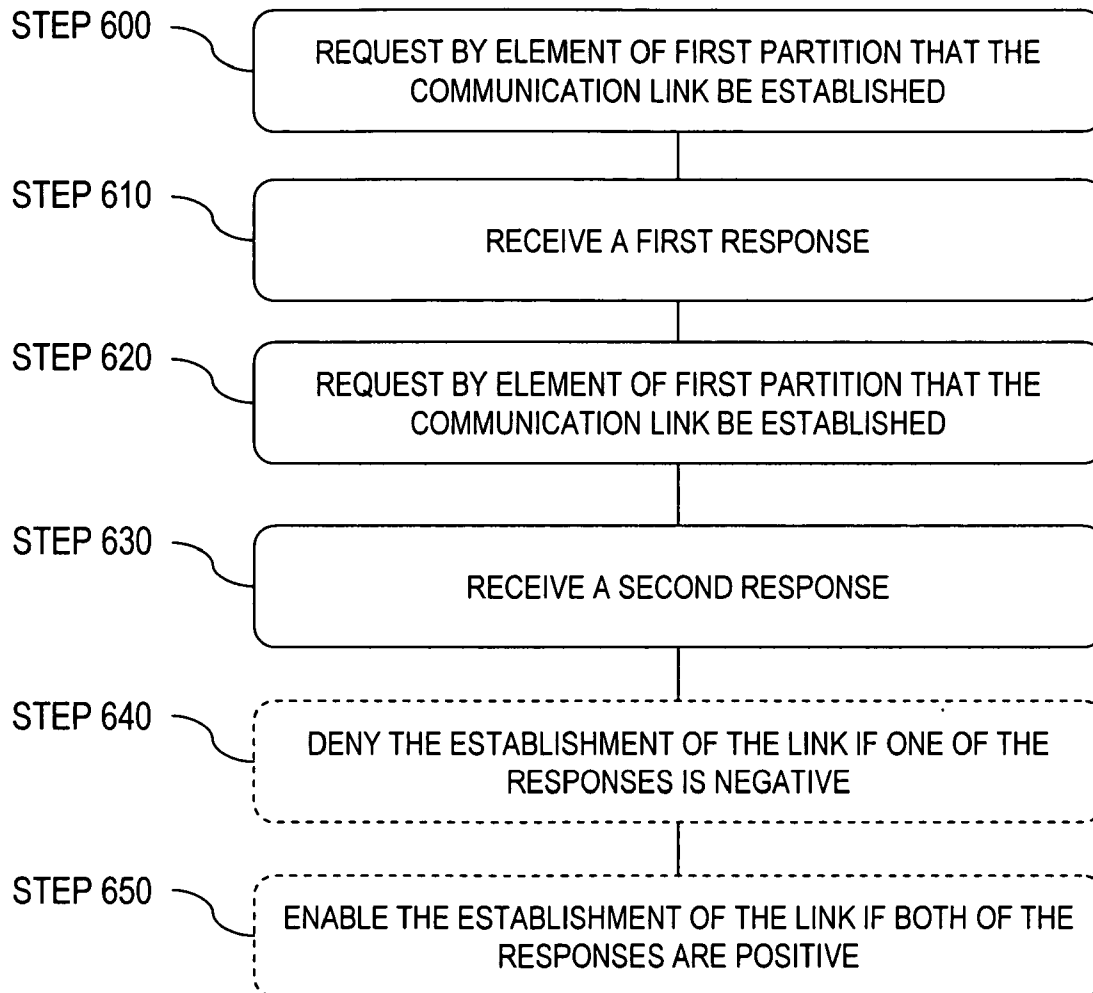 STEP 600
REQUEST BY ELEMENT OF FIRST PARTITION THAT THE
COMMUNICATION LINK BE ESTABLISHED
STEP 610
RECEIVE A FIRST RESPONSE
STEP 620
REQUEST BY ELEMENT OF FIRST PARTITION THAT THE
COMMUNICATION LINK BE ESTABLISHED
STEP 630
RECEIVE A SECOND RESPONSE
STEP 640
DENY THE ESTABLISHMENT OF THE LINK IF ONE OF THE
RESPONSES IS NEGATIVE
STEP 650
ENABLE THE ESTABLISHMENT OF THE LINK IF BOTH OF THE
RESPONSES ARE POSITIVE